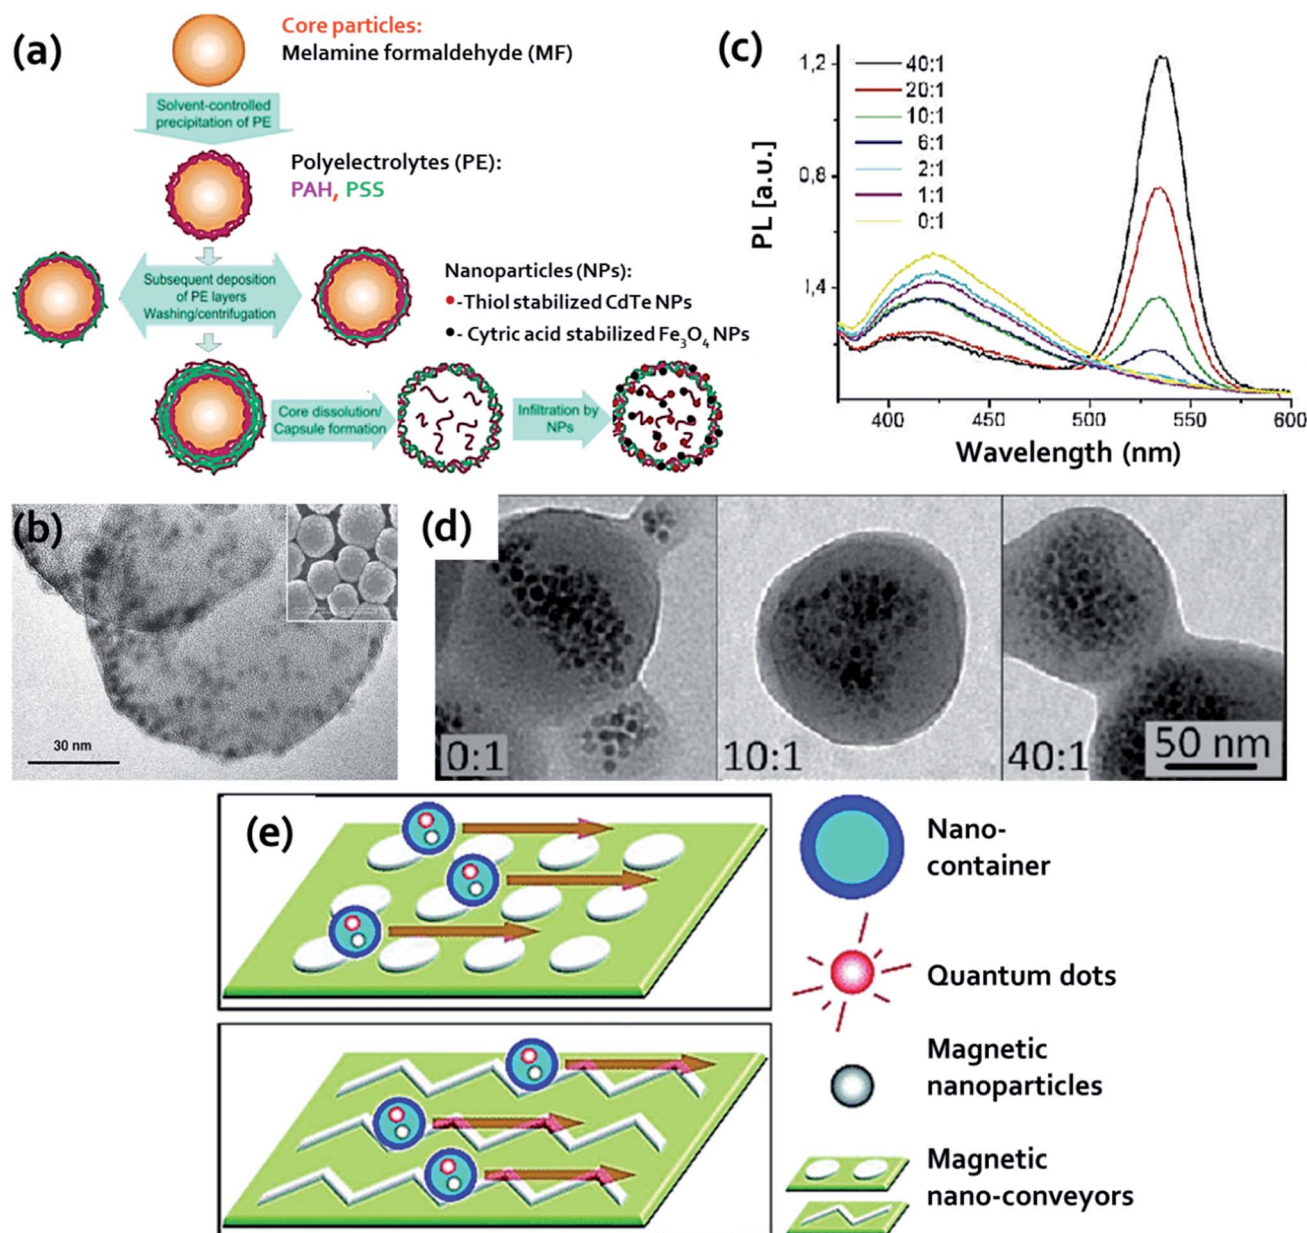 (a)
Core particles:
Melamine formaldehyde (MF)
Solvent-controlled
precipitation of PE
Polyelectrolytes (PE):
PAH, PSS
Subsequent deposition
of PE layers
Washing/centrifugation
Nanoparticles (NPs):
-Thiol stabilized CdTe NPs
- Cytric acid stabilized Fe3O4 NPs
Core dissolution/
Capsule formation
Infiltration by
NPs
(c)
PL [a.u.]
1,2
0,8
1,4
40:1
20:1
10:1
6:1
2:1
1:1
0:1
400
450
500
550
600
Wavelength (nm)
(b)
30 nm
(d)
0:1
10:1
40:1
50 nm
(e)
Nano-
container
Quantum dots
Magnetic
nanoparticles
Magnetic
nano-conveyors